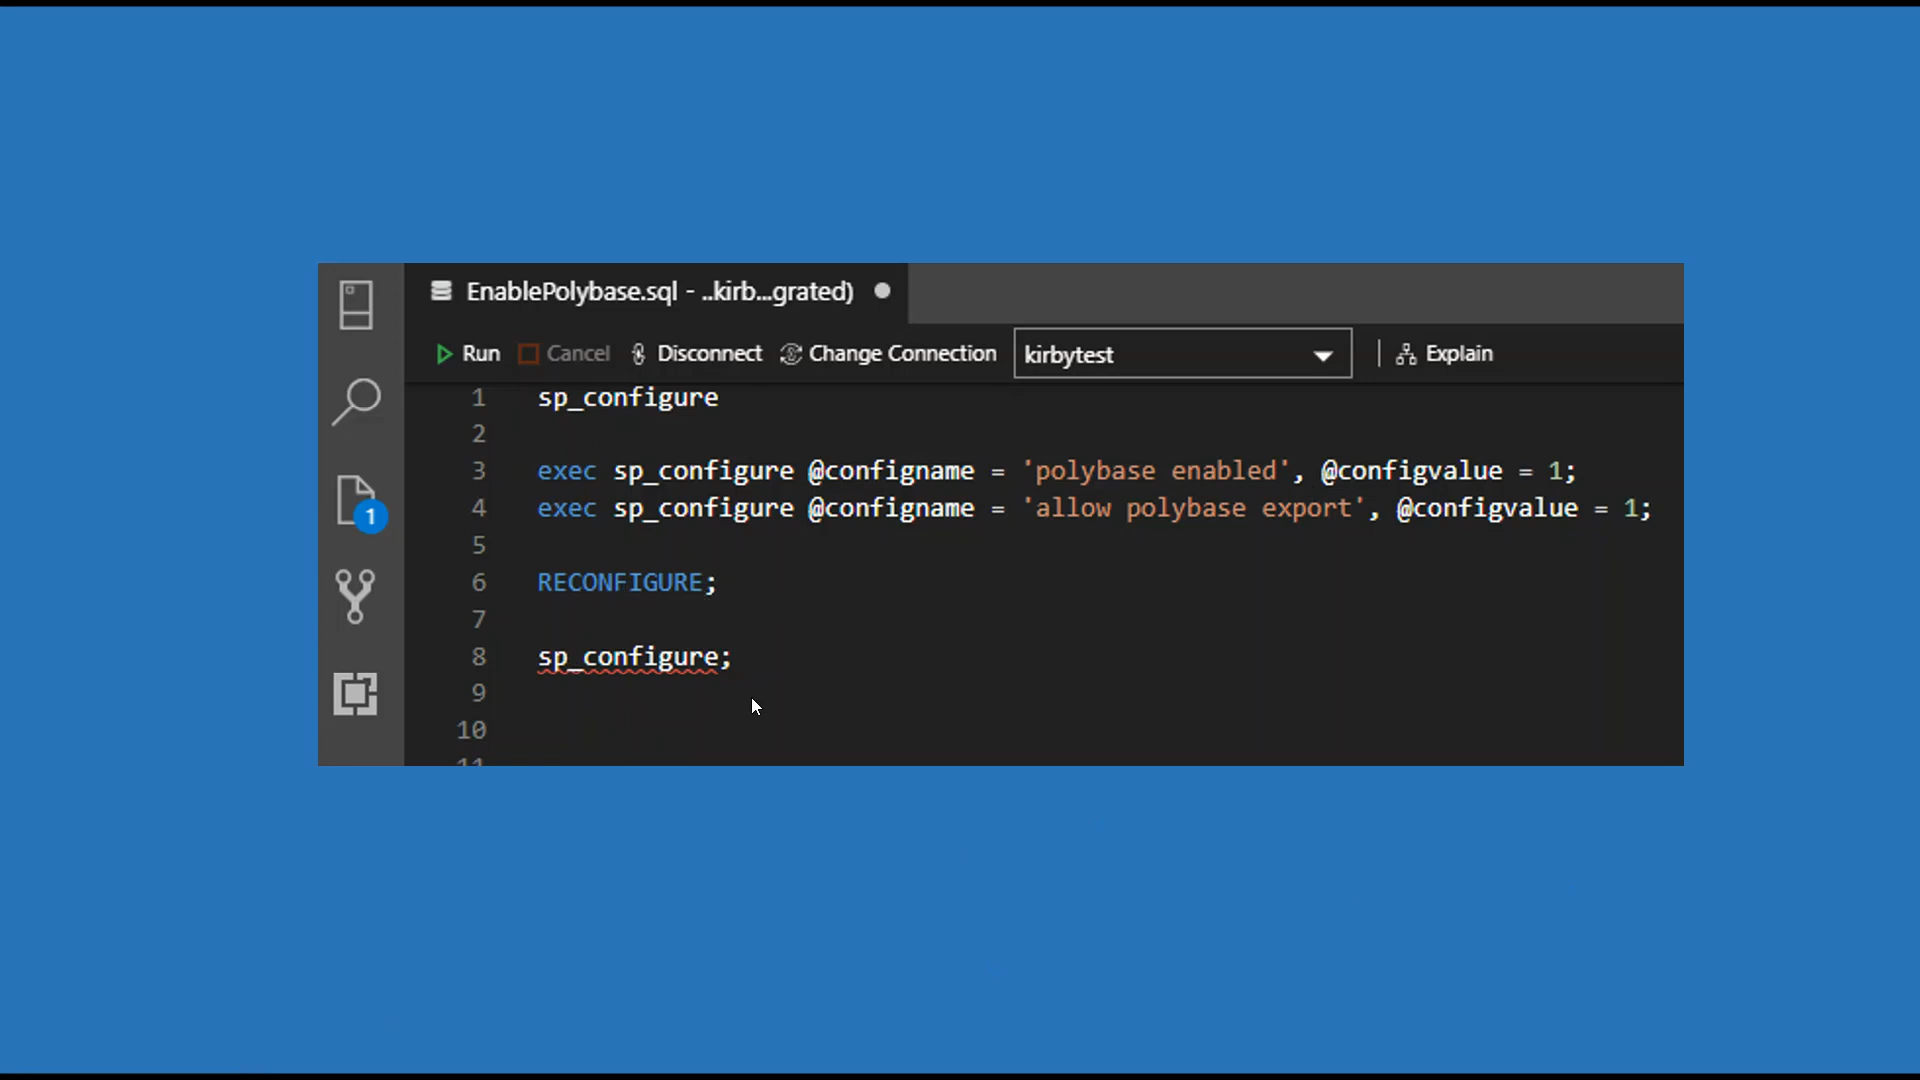 EnablePolybase.sql - ..kirb...grated)
Run Cancel Disconnect Change Connection kirbytest Explain
1 sp_configure
2
3 exec sp_configure @configname = 'polybase enabled', @configvalue = 1;
4 exec sp_configure @configname = 'allow polybase export', @configvalue = 1;
1
5
6 RECONFIGURE;
7
8 sp_configure;
9
10
11